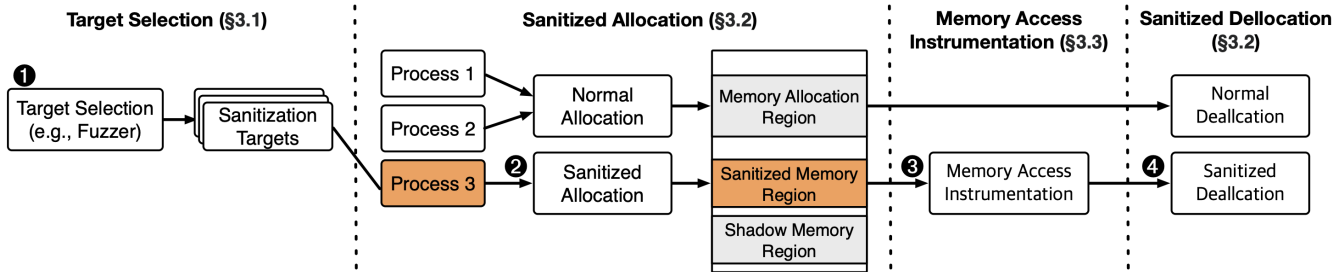 Target Selection (§3.1)
Sanitized Allocation (§3.2)
Memory Access
Instrumentation (§3.3)
Sanitized Dellocation
(§3.2)
1
Target Selection
(e.g., Fuzzer)
Sanitization
Targets
Process 1
Process 2
Process 3
2
Normal
Allocation
Sanitized
Allocation
Memory Allocation
Region
Sanitized Memory
Region
Shadow Memory
Region
3
Memory Access
Instrumentation
4
Normal
Deallcation
Sanitized
Deallcation